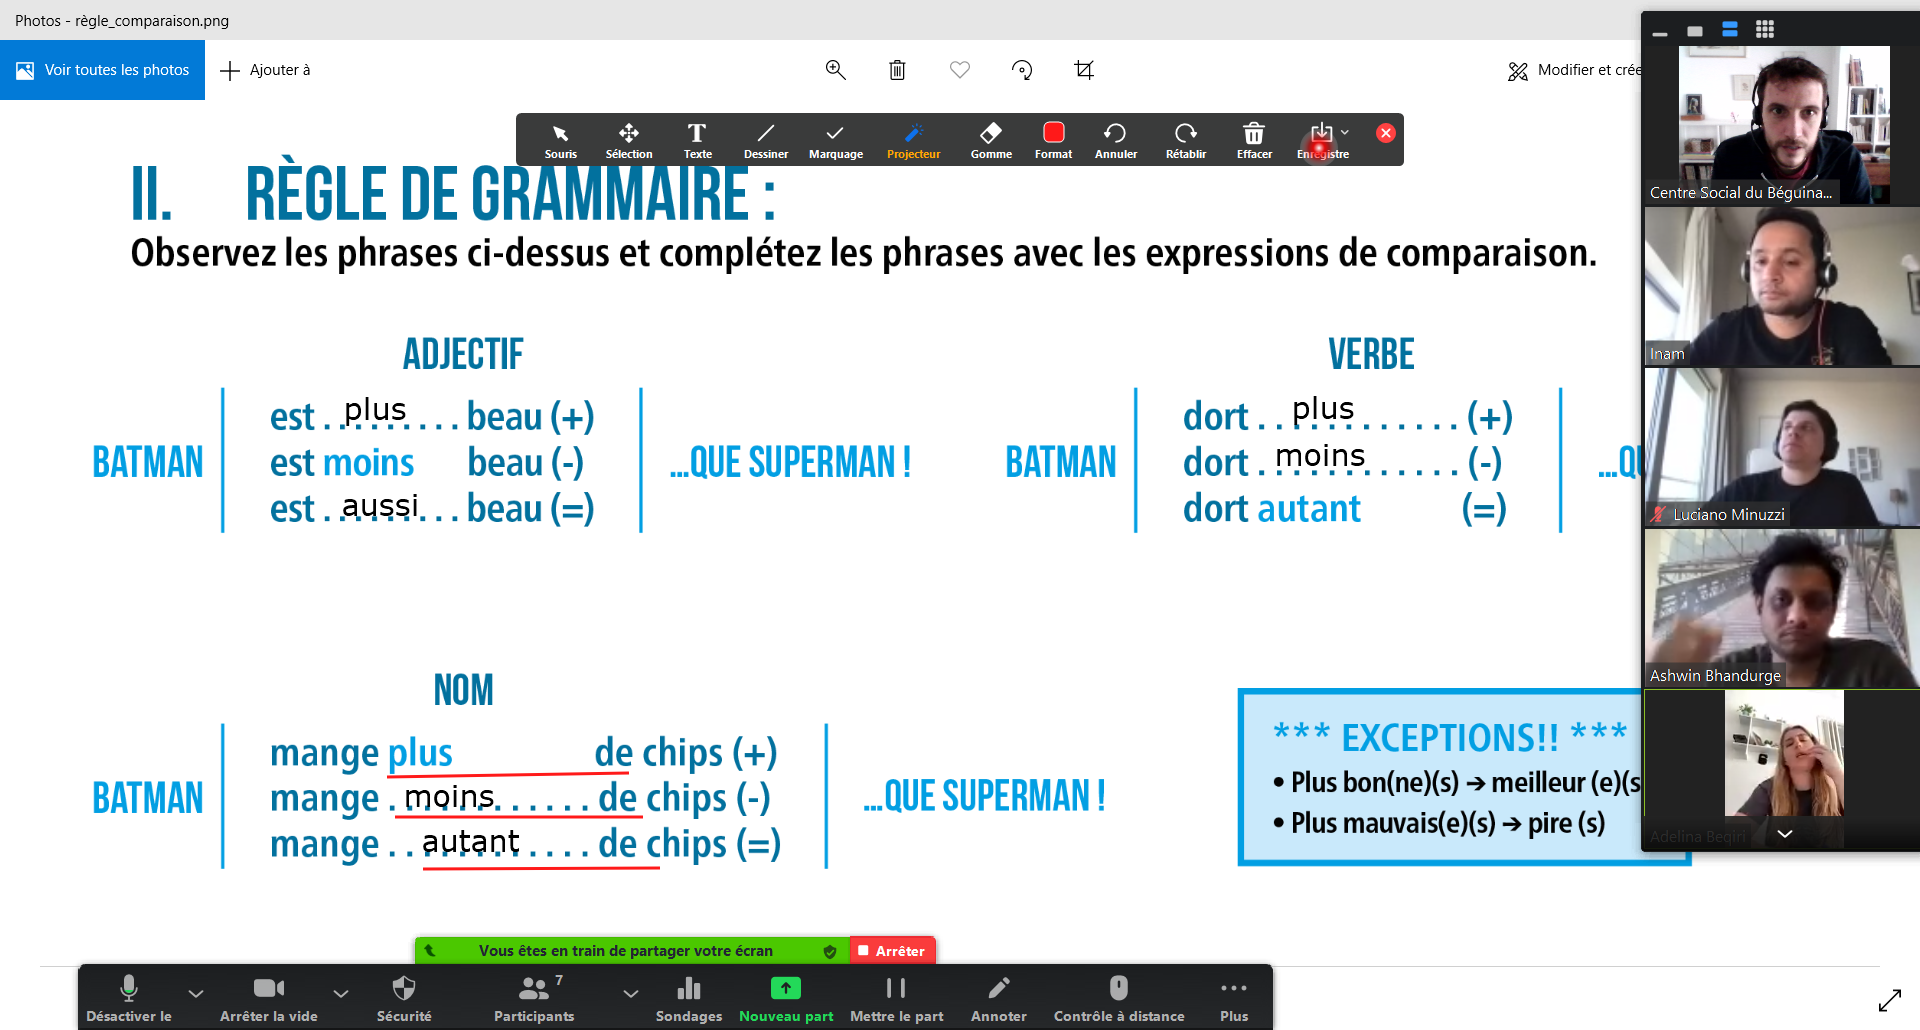 Photos - règle_comparaison.png
Voir toutes les photos
Ajouter à
Modifier et crée
Souris Sélection Texte Dessiner Marquage Projecteur Gomme Format Annuler Rétablir Effacer Enregistre
II. RÈGLE DE GRAMMAIRE :
Observez les phrases ci-dessus et complétez les phrases avec les expressions de comparaison.
ADJECTIF
BATMAN
est ..plus...... beau (+)
est moins beau (-)
est ..aussi...... beau (=)
...QUE SUPERMAN !
VERBE
BATMAN
dort ...plus......... (+)
dort ..moins......... (-)
dort autant (=)
...QU
NOM
BATMAN
mange plus de chips (+)
mange ..moins........ de chips (-)
mange ...autant....... de chips (=)
...QUE SUPERMAN !
*** EXCEPTIONS!! ***
• Plus bon(ne)(s) → meilleur (e)(s
• Plus mauvais(e)(s) → pire (s)
Centre Social du Béguina...
Inam
Luciano Minuzzi
Ashwin Bhandurge
Adelina Beqiri
Vous êtes en train de partager votre écran
Arrêter
7
Désactiver le Arrêter la vide Sécurité Participants Sondages Nouveau part Mettre le part Annoter Contrôle à distance Plus